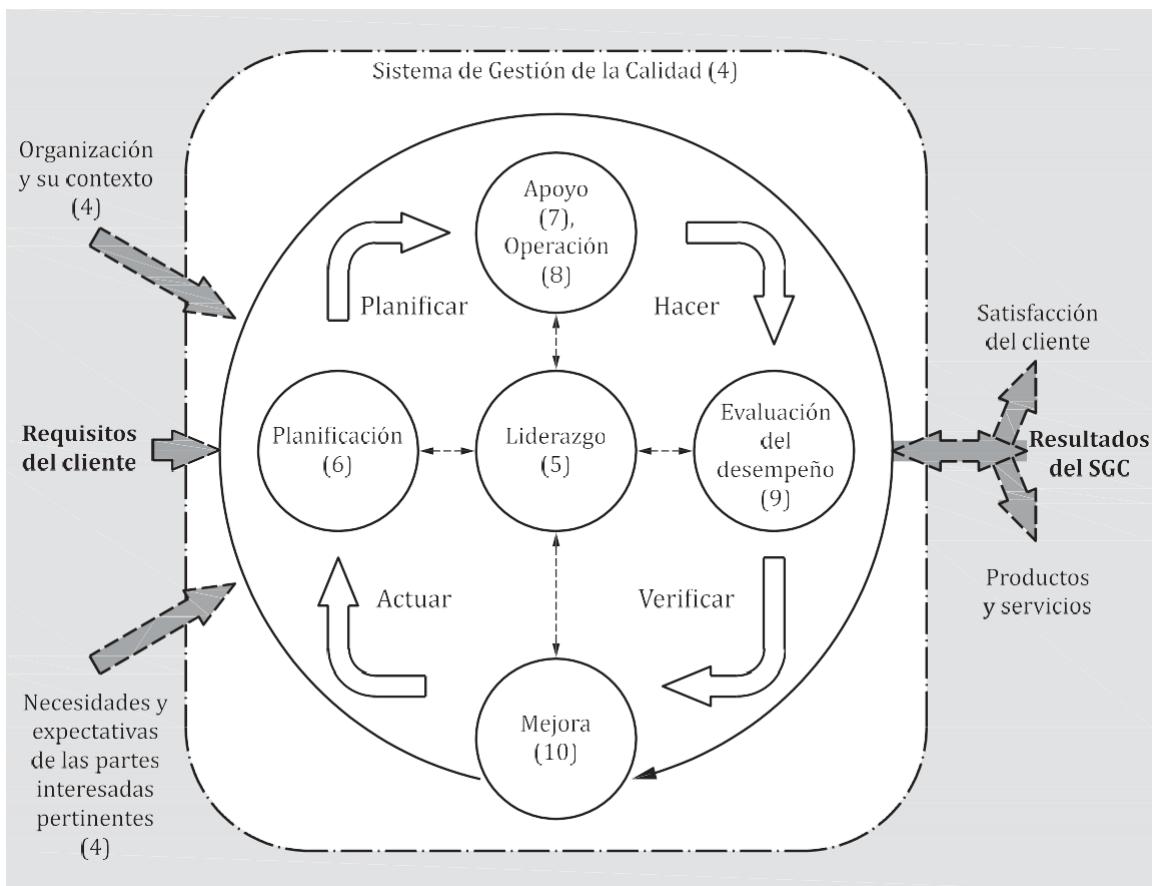 Sistema de Gestión de la Calidad (4)
Organización
y su contexto
(4)
Apoyo
(7),
Operación
(8)
Planificar
Hacer
Satisfacción
del cliente
Requisitos
del cliente
Planificación
(6)
Liderazgo
(5)
Evaluación
del
desempeño
(9)
Resultados
del SGC
Actuar
Verificar
Productos
y servicios
Necesidades y
expectativas
de las partes
interesadas
pertinentes
(4)
Mejora
(10)